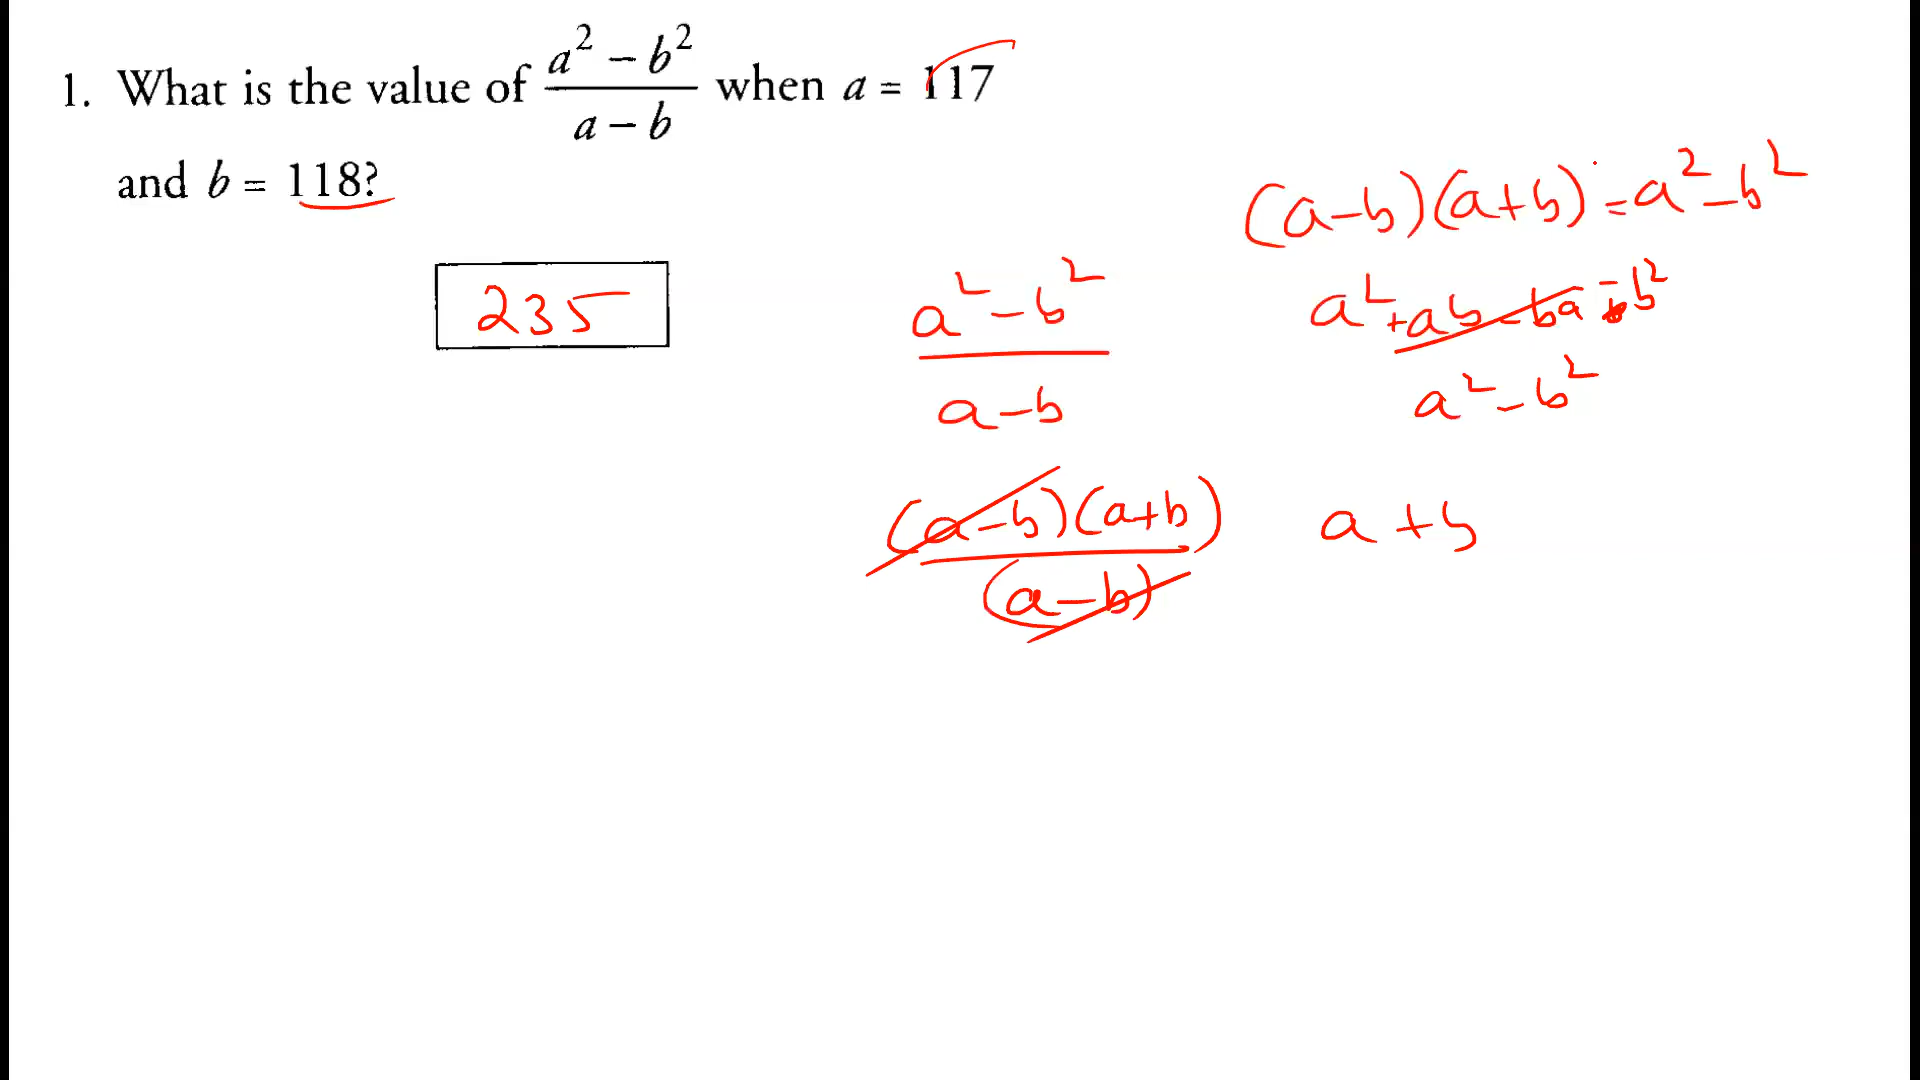 1. What is the value of (a² − b²)/(a − b) when a = 117
and b = 118?
235
(a-b)(a+b) = a² - b²
a² + ab - ba - b²
a² - b²
a² - b²
a - b
(a-b)(a+b)
(a-b)
a + b